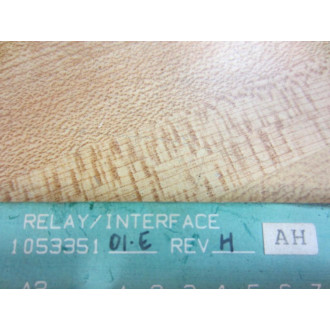 RELAY/INTERFACE
1053351 01-E REV H AH